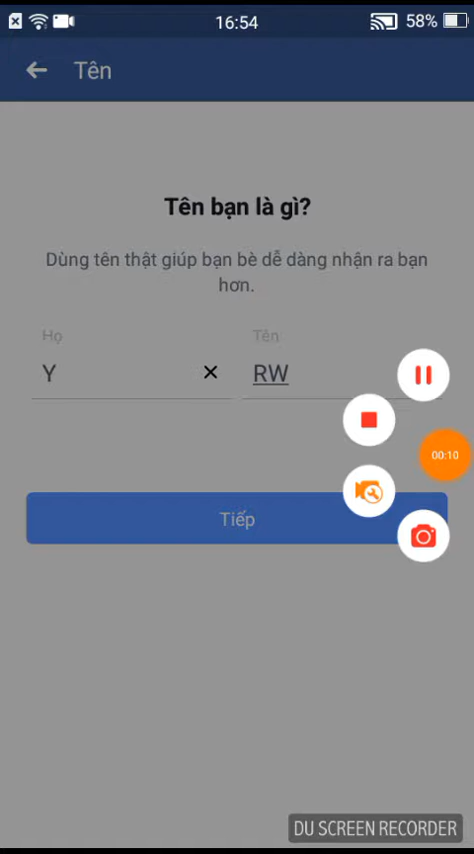 16:54
58%
Tên
Tên bạn là gì?
Dùng tên thật giúp bạn bè dễ dàng nhận ra bạn
hơn.
Họ
Tên
Y
RW
00:10
Tiếp
DU SCREEN RECORDER